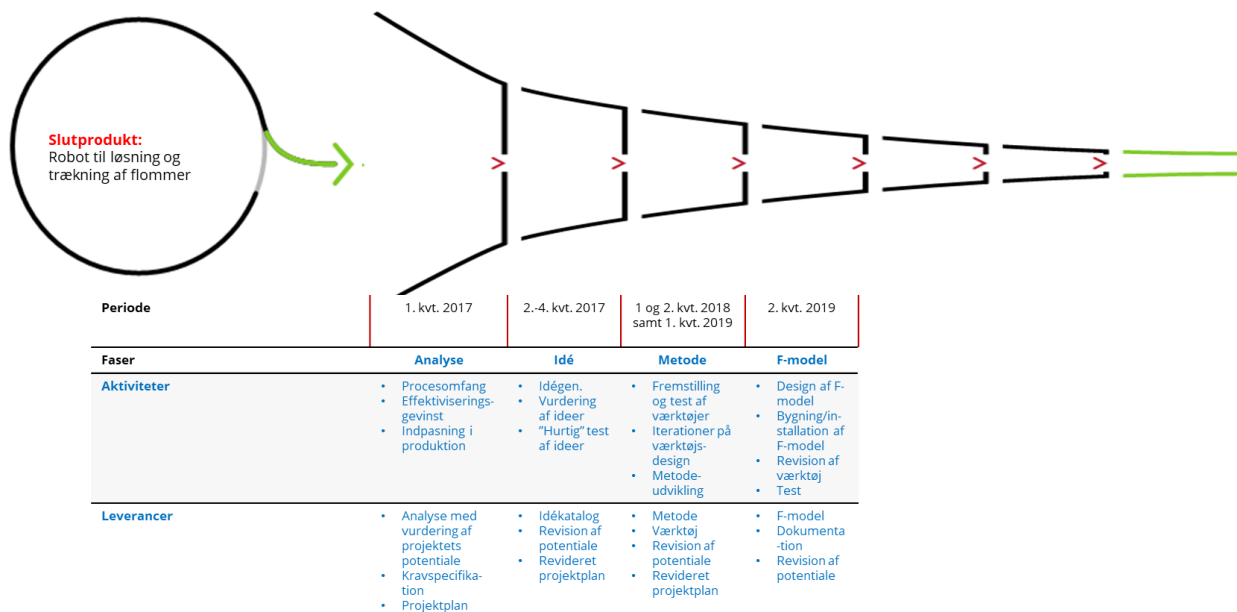 Slutprodukt:
Robot til løsning og
trækning af flommer
>
>
>
>
>
>
Periode
1. kvt. 2017
2.-4. kvt. 2017
1 og 2. kvt. 2018
samt 1. kvt. 2019
2. kvt. 2019
Faser
Analyse
Idé
Metode
F-model
Aktiviteter
• Procesomfang
• Effektiviserings-
gevinst
• Indpasning i
produktion
• Idégen.
• Vurdering
af ideer
• ”Hurtig” test
af ideer
• Fremstilling
og test af
værktøjer
• Iterationer på
værktøjs-
design
• Metode-
udvikling
• Design af F-
model
• Bygning/in-
stallation af
F-model
• Revision af
værktøj
• Test
Leverancer
• Analyse med
vurdering af
projektets
potentiale
• Kravspecifika-
tion
• Projektplan
• Idékatalog
• Revision af
potentiale
• Revideret
projektplan
• Metode
• Værktøj
• Revision af
potentiale
• Revideret
projektplan
• F-model
• Dokumenta
-tion
• Revision af
potentiale